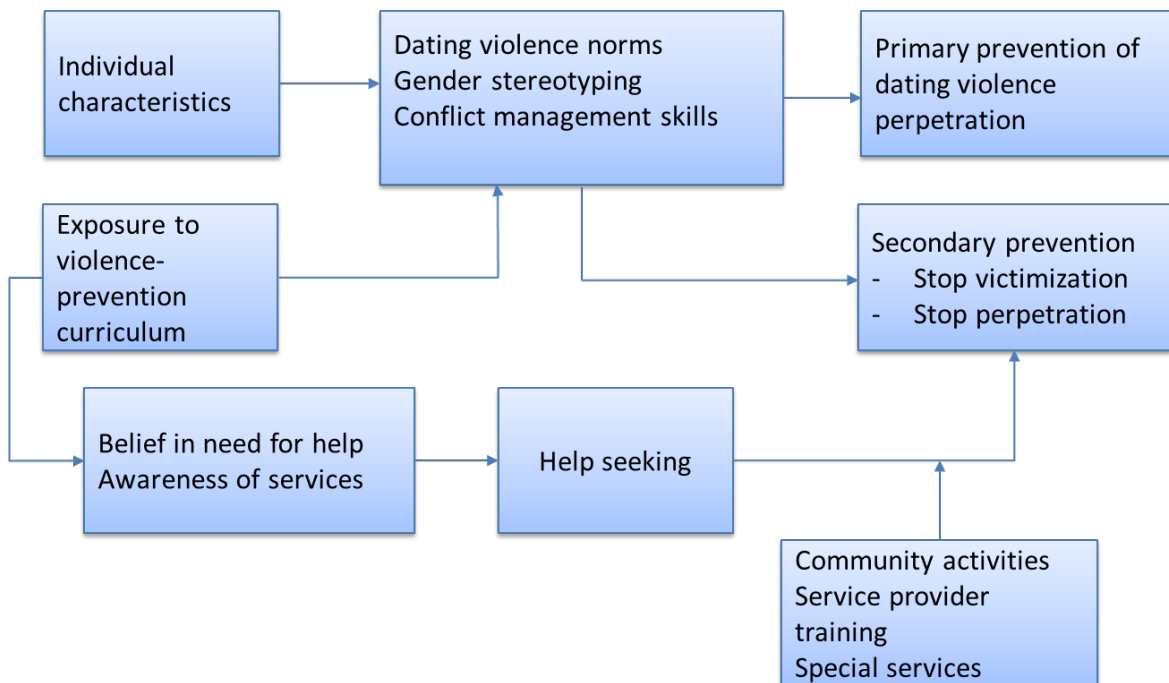 Individual
characteristics
Dating violence norms
Gender stereotyping
Conflict management skills
Primary prevention of
dating violence
perpetration
Exposure to
violence-
prevention
curriculum
Secondary prevention
- Stop victimization
- Stop perpetration
Belief in need for help
Awareness of services
Help seeking
Community activities
Service provider
training
Special services